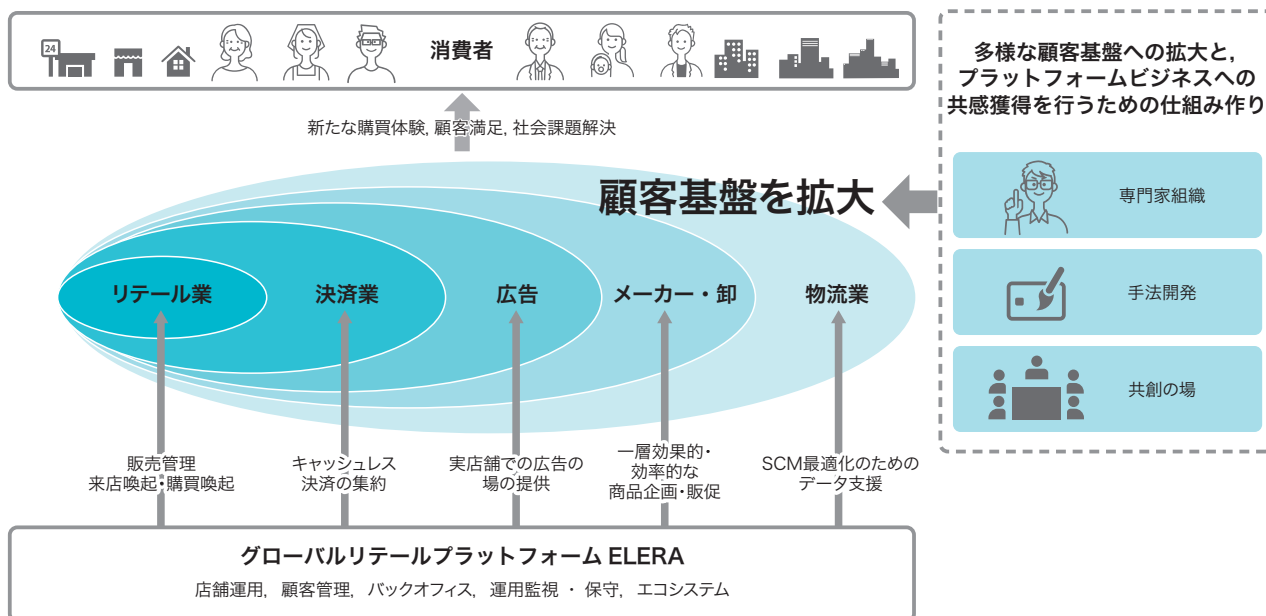 24
消費者
新たな購買体験, 顧客満足, 社会課題解決
顧客基盤を拡大
リテール業
決済業
広告
メーカー・卸
物流業
販売管理
来店喚起・購買喚起
キャッシュレス
決済の集約
実店舗での広告の
場の提供
一層効果的・
効率的な
商品企画・販促
SCM最適化のための
データ支援
グローバルリテールプラットフォーム ELERA
店舗運用, 顧客管理, バックオフィス, 運用監視 ・ 保守, エコシステム
多様な顧客基盤への拡大と,
プラットフォームビジネスへの
共感獲得を行うための仕組み作り
専門家組織
手法開発
共創の場